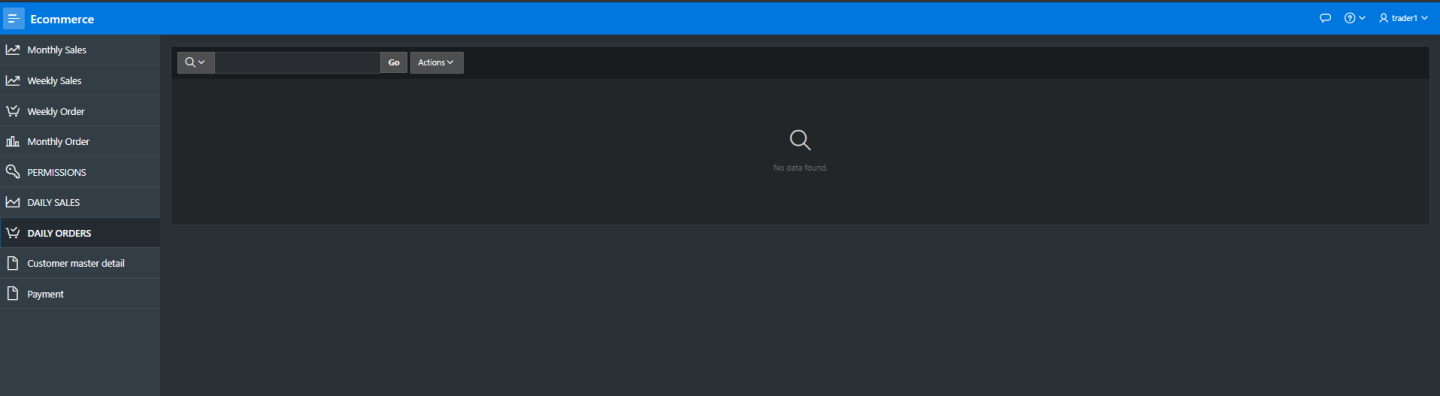 Ecommerce
trader1
Monthly Sales
Weekly Sales
Weekly Order
Monthly Order
PERMISSIONS
DAILY SALES
DAILY ORDERS
Customer master detail
Payment
Go
Actions
No data found.